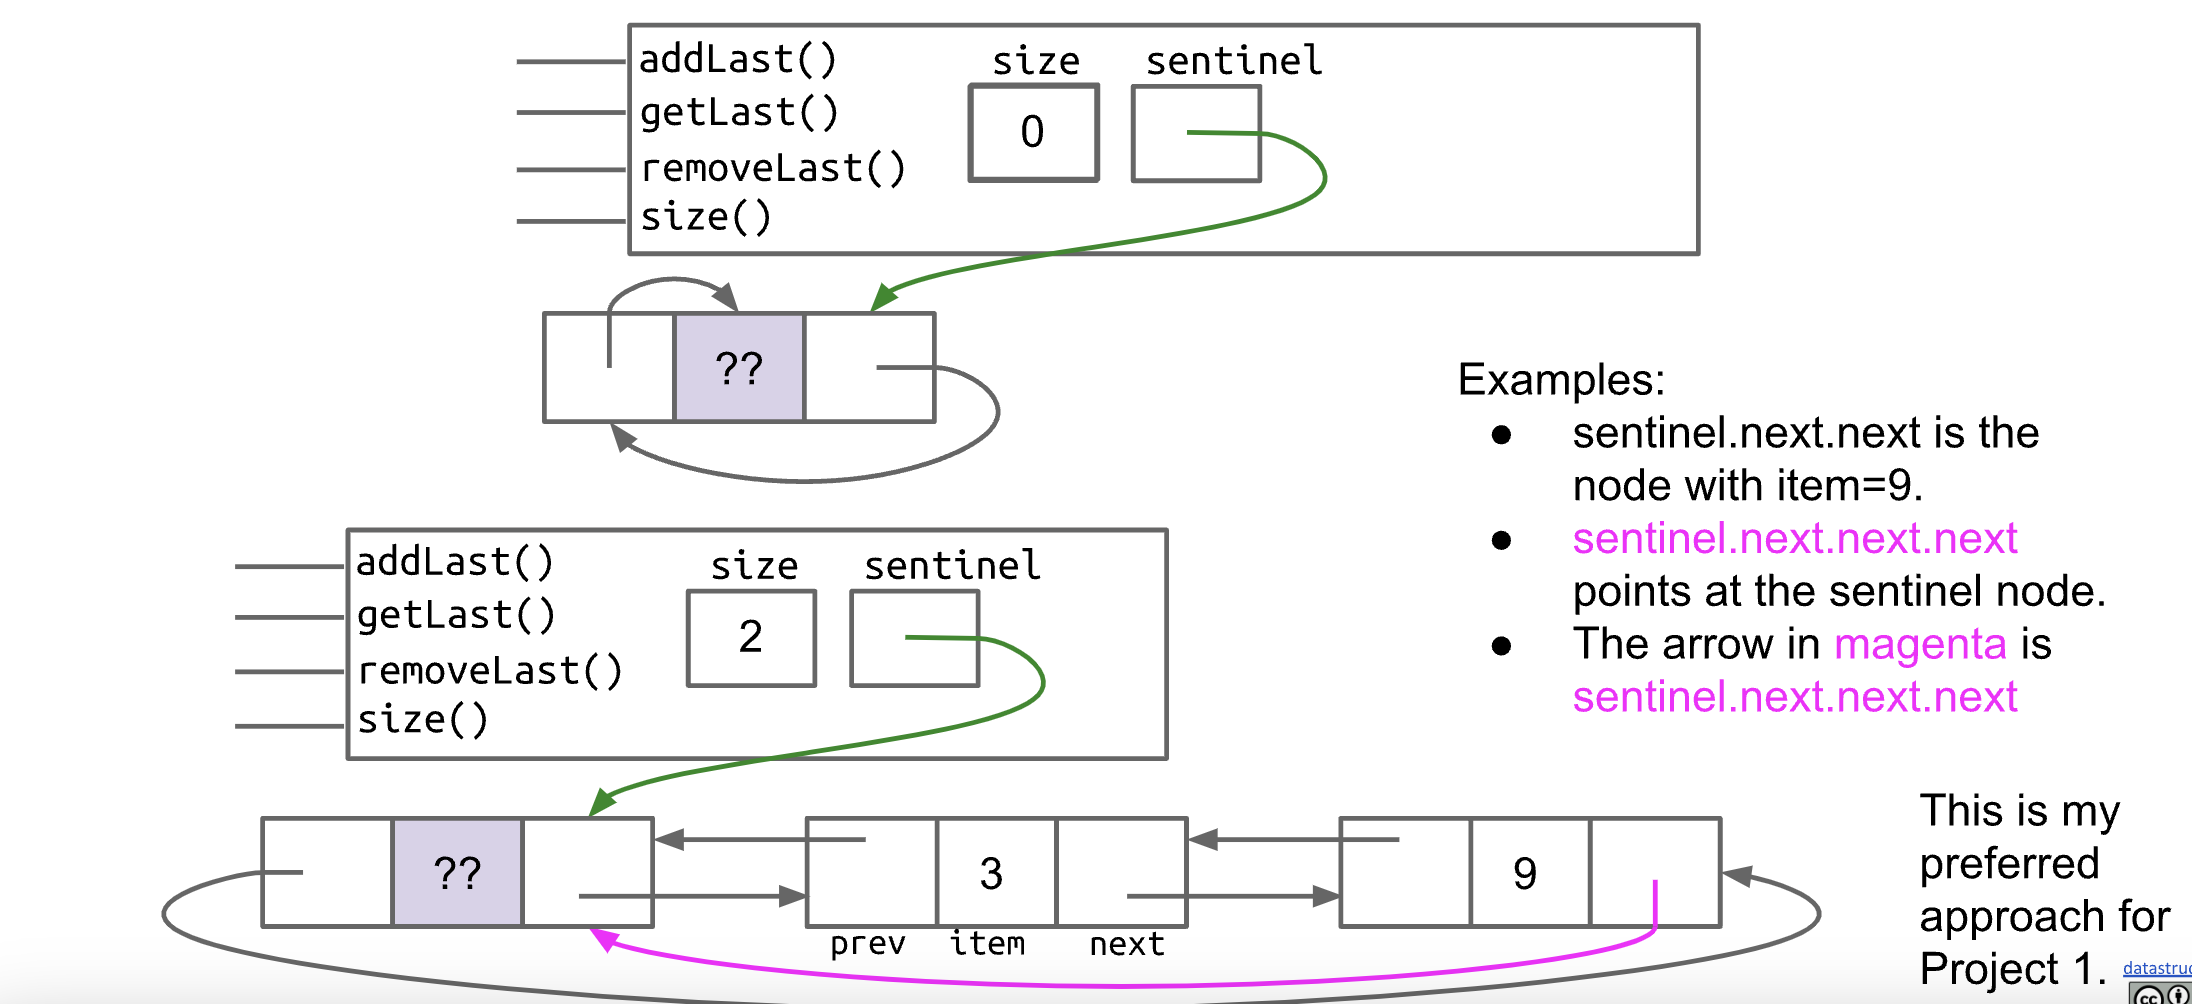 addLast()
getLast()
removeLast()
size()
size
sentinel
0
??
Examples:
● sentinel.next.next is the
node with item=9.
● sentinel.next.next.next
points at the sentinel node.
● The arrow in magenta is
sentinel.next.next.next
addLast()
getLast()
removeLast()
size()
size
sentinel
2
??
3
9
prev
item
next
This is my
preferred
approach for
Project 1.
datastruc
cc